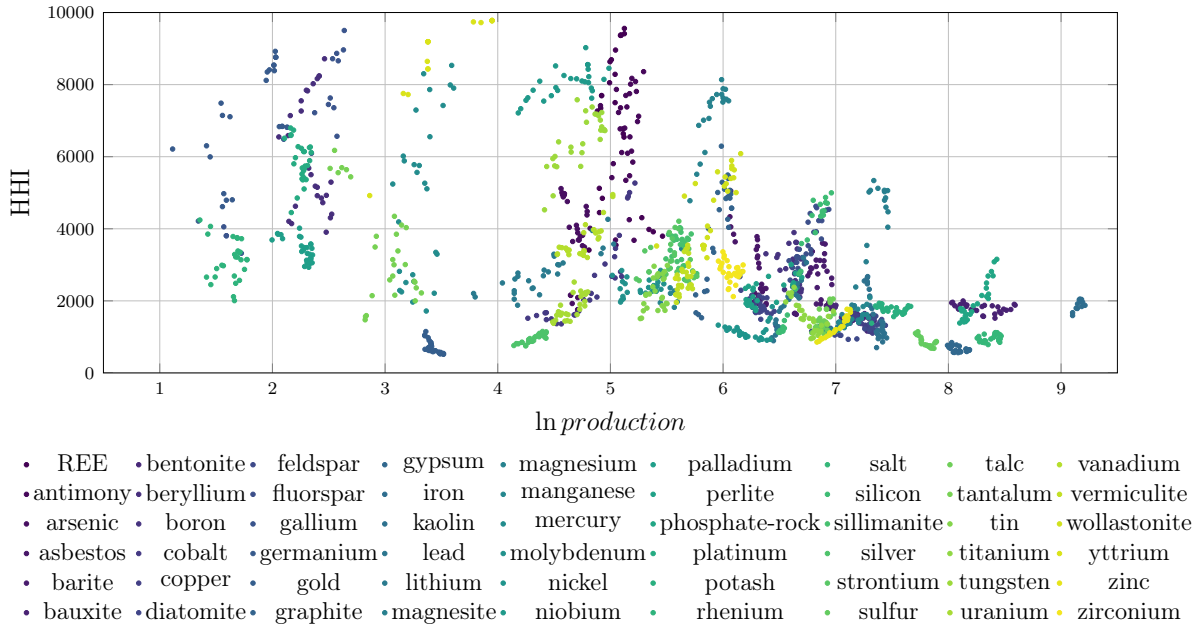 10000
8000
6000
4000
2000
0
HHI
1 2 3 4 5 6 7 8 9
ln production
REE bentonite feldspar gypsum magnesium palladium salt talc vanadium
antimony beryllium fluorspar iron manganese perlite silicon tantalum vermiculite
arsenic boron gallium kaolin mercury phosphate-rock sillimanite tin wollastonite
asbestos cobalt germanium lead molybdenum platinum silver titanium yttrium
barite copper gold lithium nickel potash strontium tungsten zinc
bauxite diatomite graphite magnesite niobium rhenium sulfur uranium zirconium